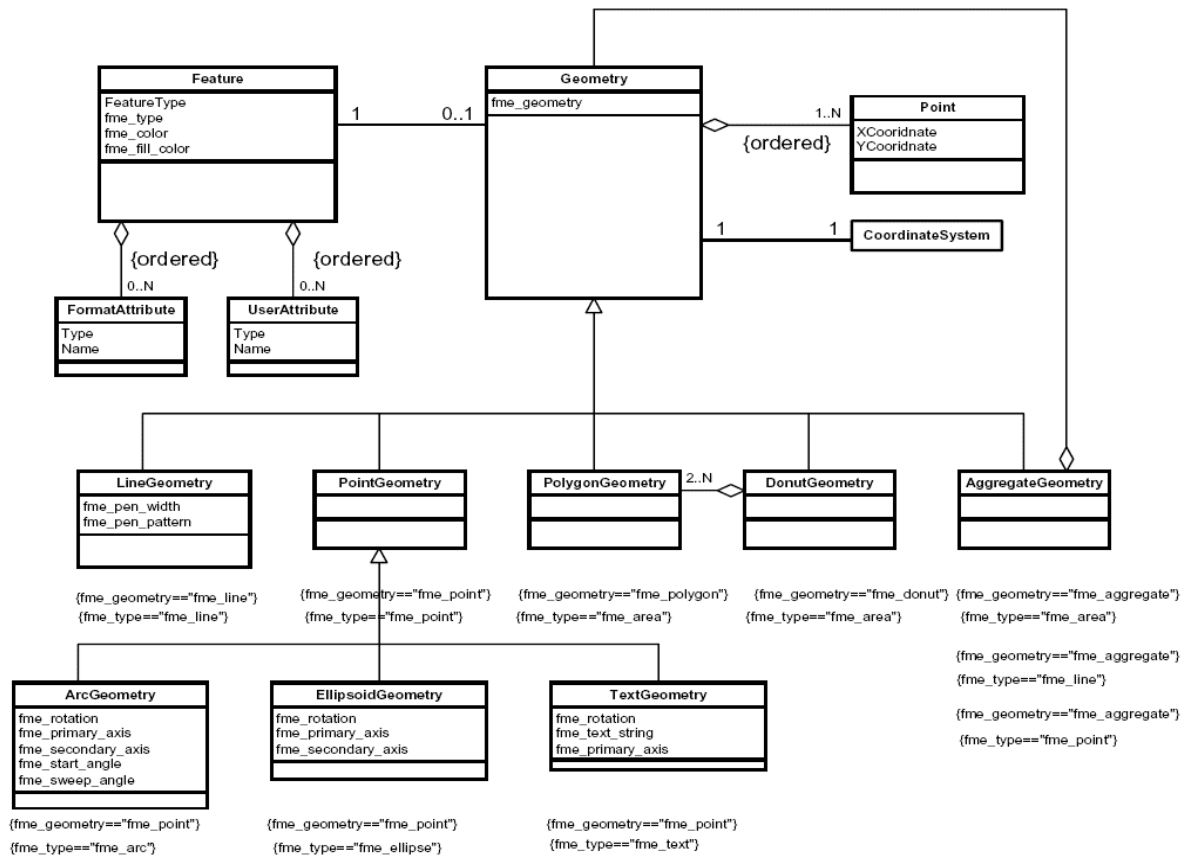 Feature
FeatureType
fme_type
fme_color
fme_fill_color
1
0..1
Geometry
fme_geometry
1..N
{ordered}
Point
XCooridnate
YCooridnate
1
1
CoordinateSystem
{ordered}
{ordered}
0..N
0..N
FormatAttribute
Type
Name
UserAttribute
Type
Name
LineGeometry
fme_pen_width
fme_pen_pattern
PointGeometry
PolygonGeometry
2..N
DonutGeometry
AggregateGeometry
{fme_geometry=="fme_line"}
{fme_type=="fme_line"}
{fme_geometry=="fme_point"}
{fme_type=="fme_point"}
{fme_geometry=="fme_polygon"}
{fme_type=="fme_area"}
{fme_geometry=="fme_donut"}
{fme_type=="fme_area"}
{fme_geometry=="fme_aggregate"}
{fme_type=="fme_area"}
{fme_geometry=="fme_aggregate"}
{fme_type=="fme_line"}
{fme_geometry=="fme_aggregate"}
{fme_type=="fme_point"}
ArcGeometry
fme_rotation
fme_primary_axis
fme_secondary_axis
fme_start_angle
fme_sweep_angle
EllipsoidGeometry
fme_rotation
fme_primary_axis
fme_secondary_axis
TextGeometry
fme_rotation
fme_text_string
fme_primary_axis
{fme_geometry=="fme_point"}
{fme_type=="fme_arc"}
{fme_geometry=="fme_point"}
{fme_type=="fme_ellipse"}
{fme_geometry=="fme_point"}
{fme_type=="fme_text"}